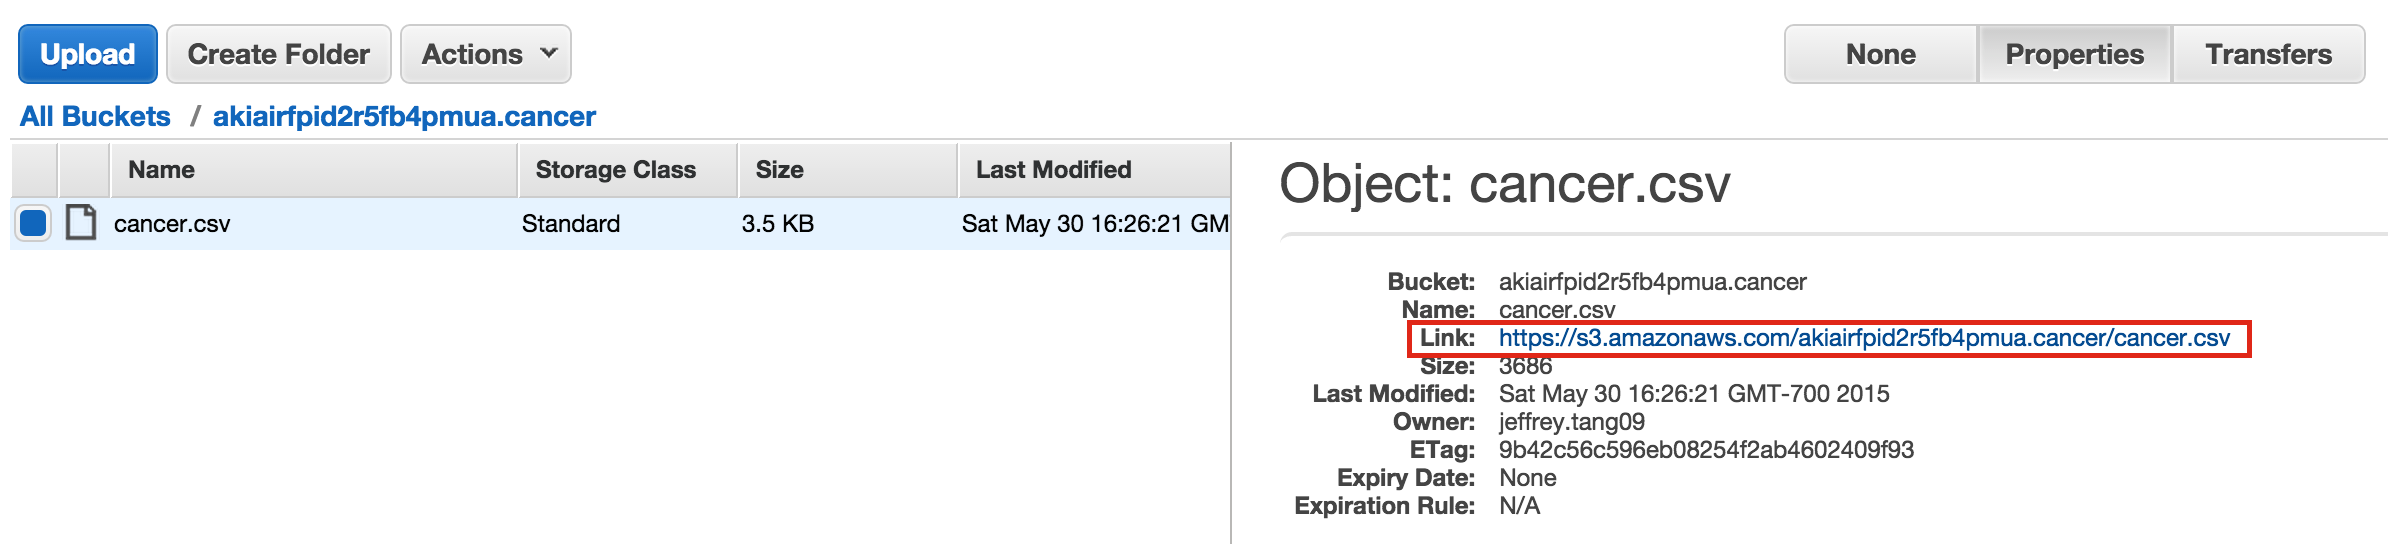 Upload Create Folder Actions None Properties Transfers
All Buckets / akiairfpid2r5fb4pmua.cancer
Name Storage Class Size Last Modified
cancer.csv Standard 3.5 KB Sat May 30 16:26:21 GM
Object: cancer.csv
Bucket: akiairfpid2r5fb4pmua.cancer
Name: cancer.csv
Link: https://s3.amazonaws.com/akiairfpid2r5fb4pmua.cancer/cancer.csv
Size: 3686
Last Modified: Sat May 30 16:26:21 GMT-700 2015
Owner: jeffrey.tang09
ETag: 9b42c56c596eb08254f2ab4602409f93
Expiry Date: None
Expiration Rule: N/A